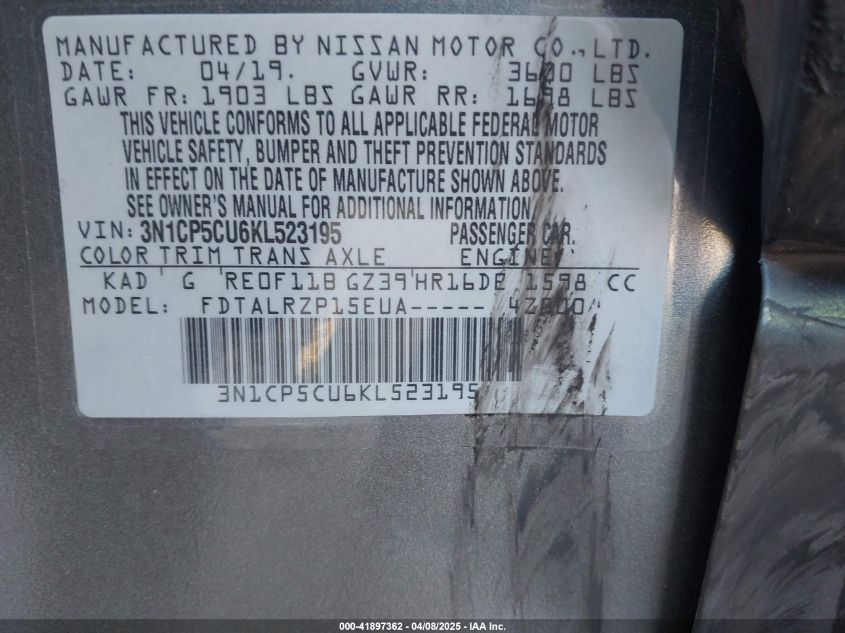 MANUFACTURED BY NISSAN MOTOR CO., LTD.
DATE: 04/19. GVWR: 3600 LBS
GAWR FR: 1903 LBS GAWR RR: 1698 LBS
THIS VEHICLE CONFORMS TO ALL APPLICABLE FEDERAL MOTOR
VEHICLE SAFETY, BUMPER AND THEFT PREVENTION STANDARDS
IN EFFECT ON THE DATE OF MANUFACTURE SHOWN ABOVE.
SEE OWNER'S MANUAL FOR ADDITIONAL INFORMATION.
VIN: 3N1CP5CU6KL523195 PASSENGER CAR.
COLOR TRIM TRANS AXLE ENGINE
KAD G RE0F11B GZ39 HR16DE 1598 CC
MODEL: FDTALRZP15EUA-----
3N1CP5CU6KL523195
000-41897362 | 04/08/2025 - IAA Inc.